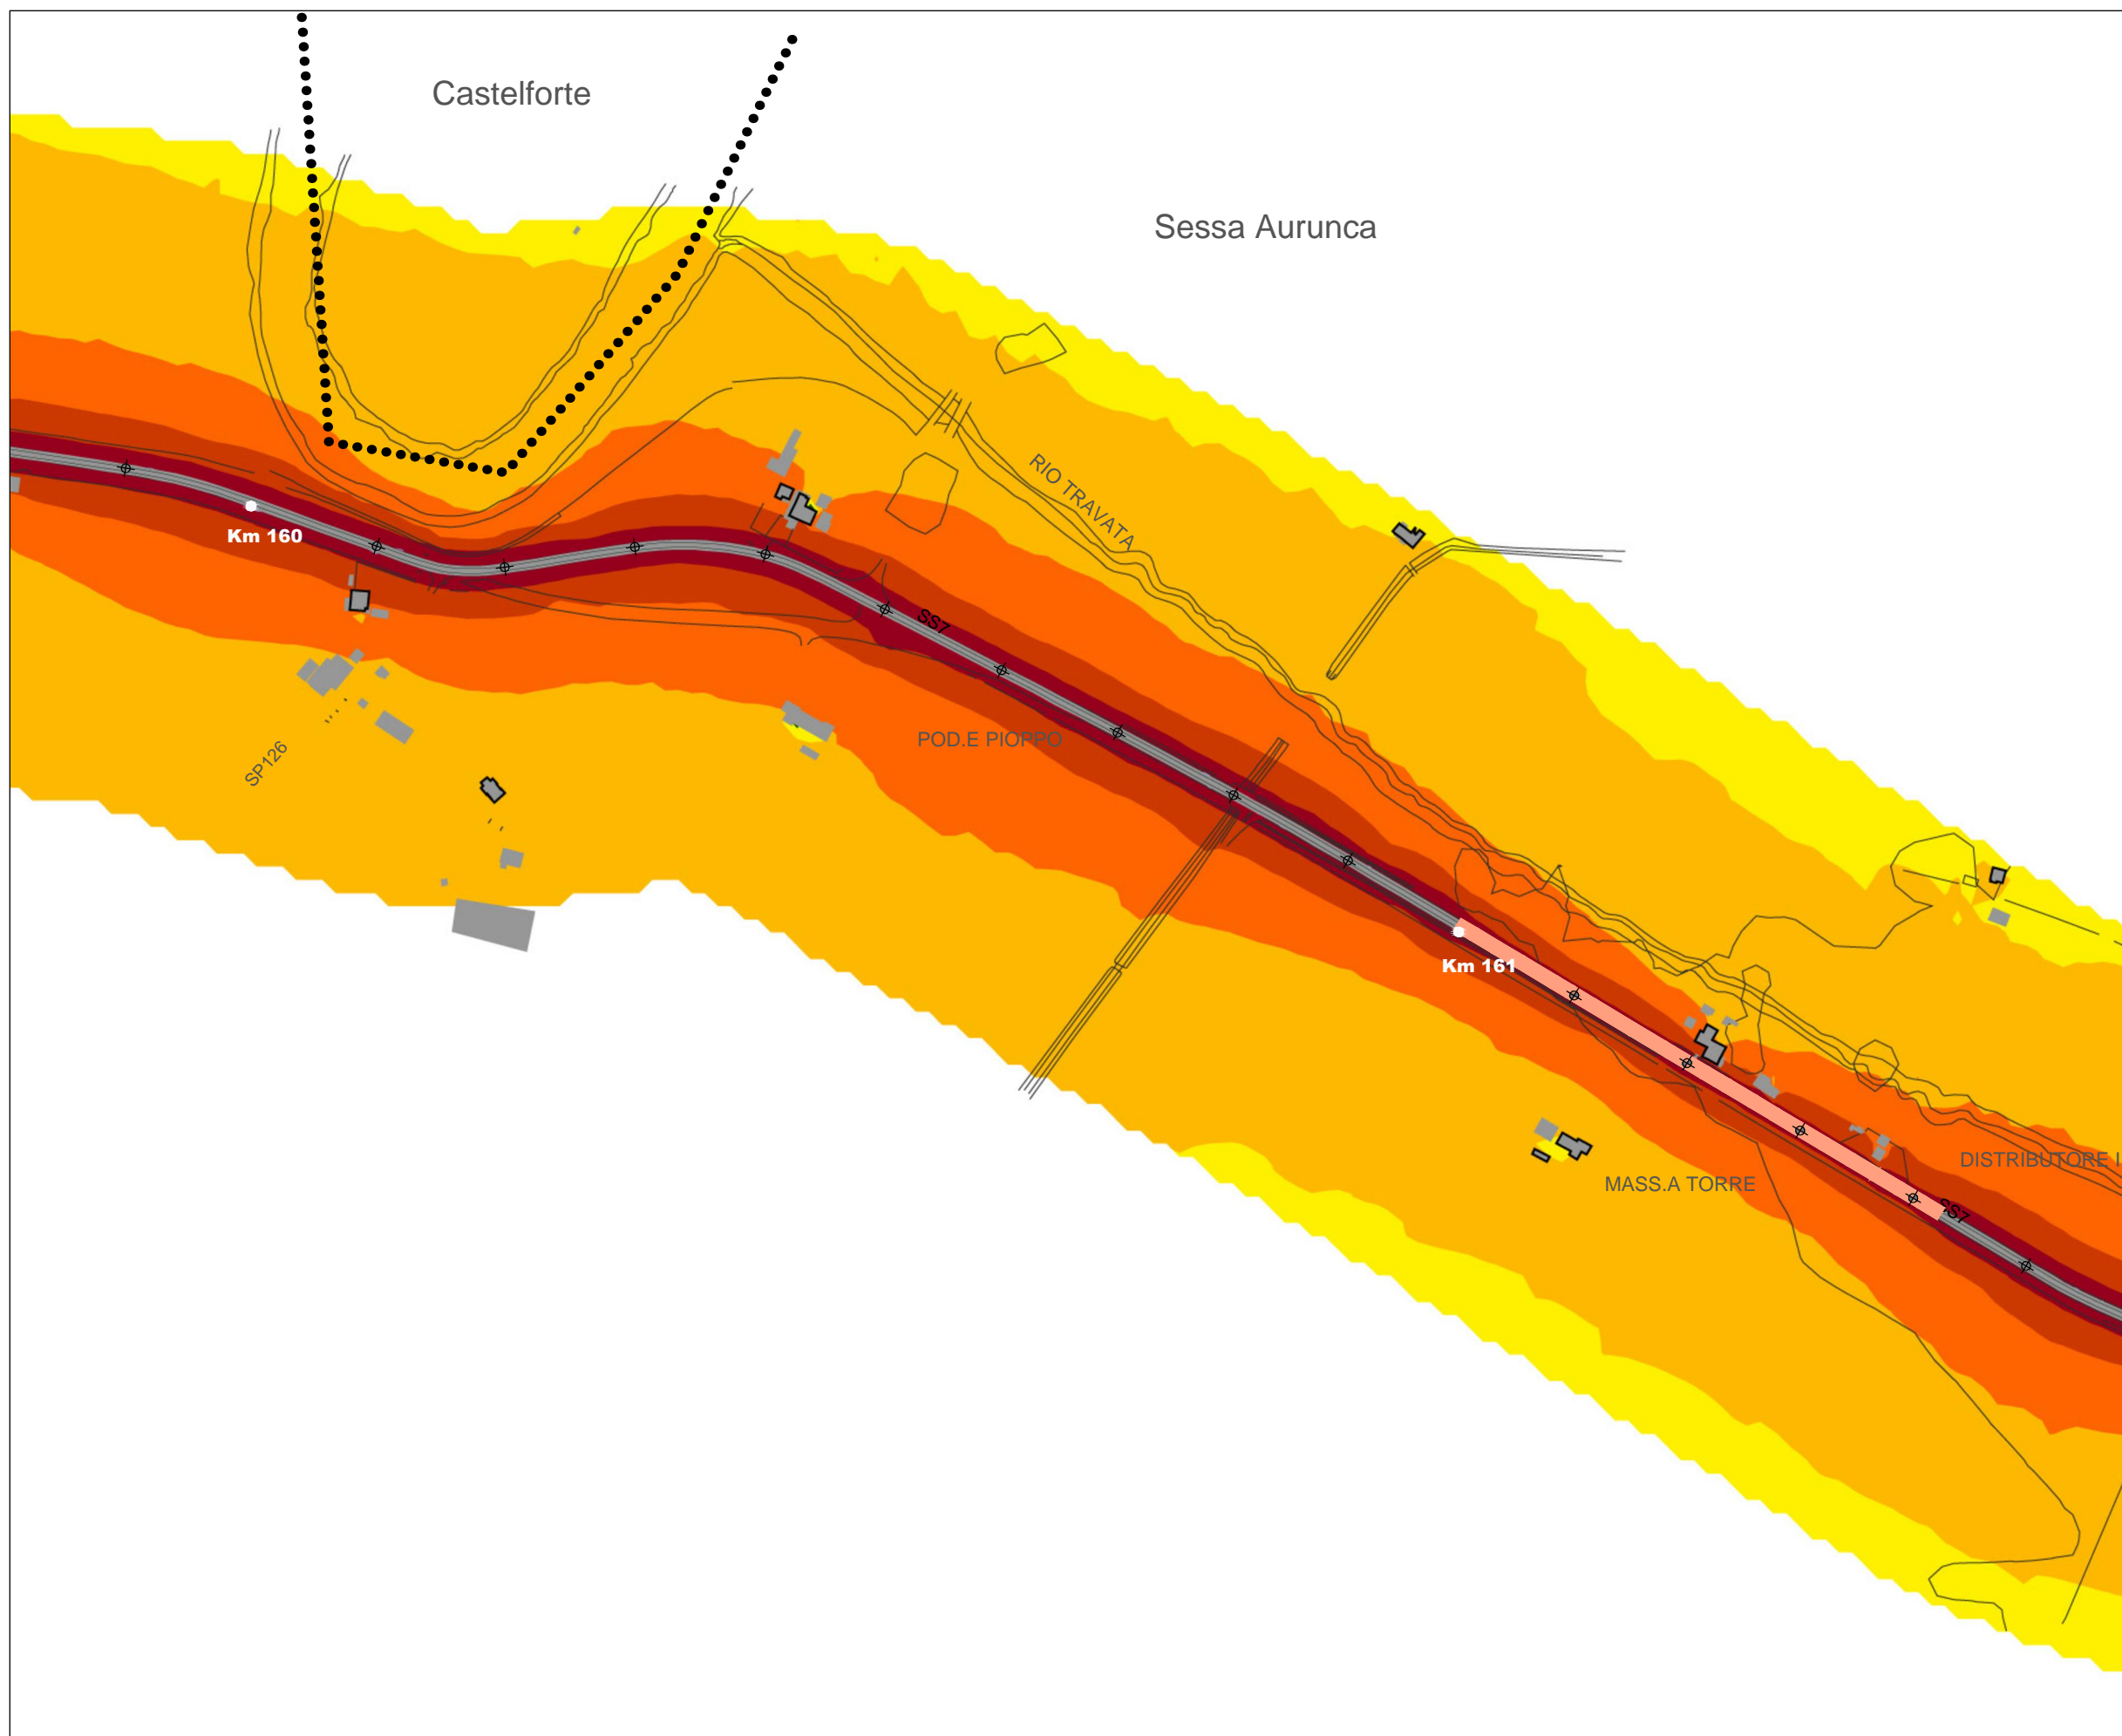 Castelforte
Sessa Aurunca
RIO TRAVATA
Km 160
SS7
POD.E PIOPPO
SP126
Km 161
DISTRIBUTORE I
MASS.A TORRE
SS7